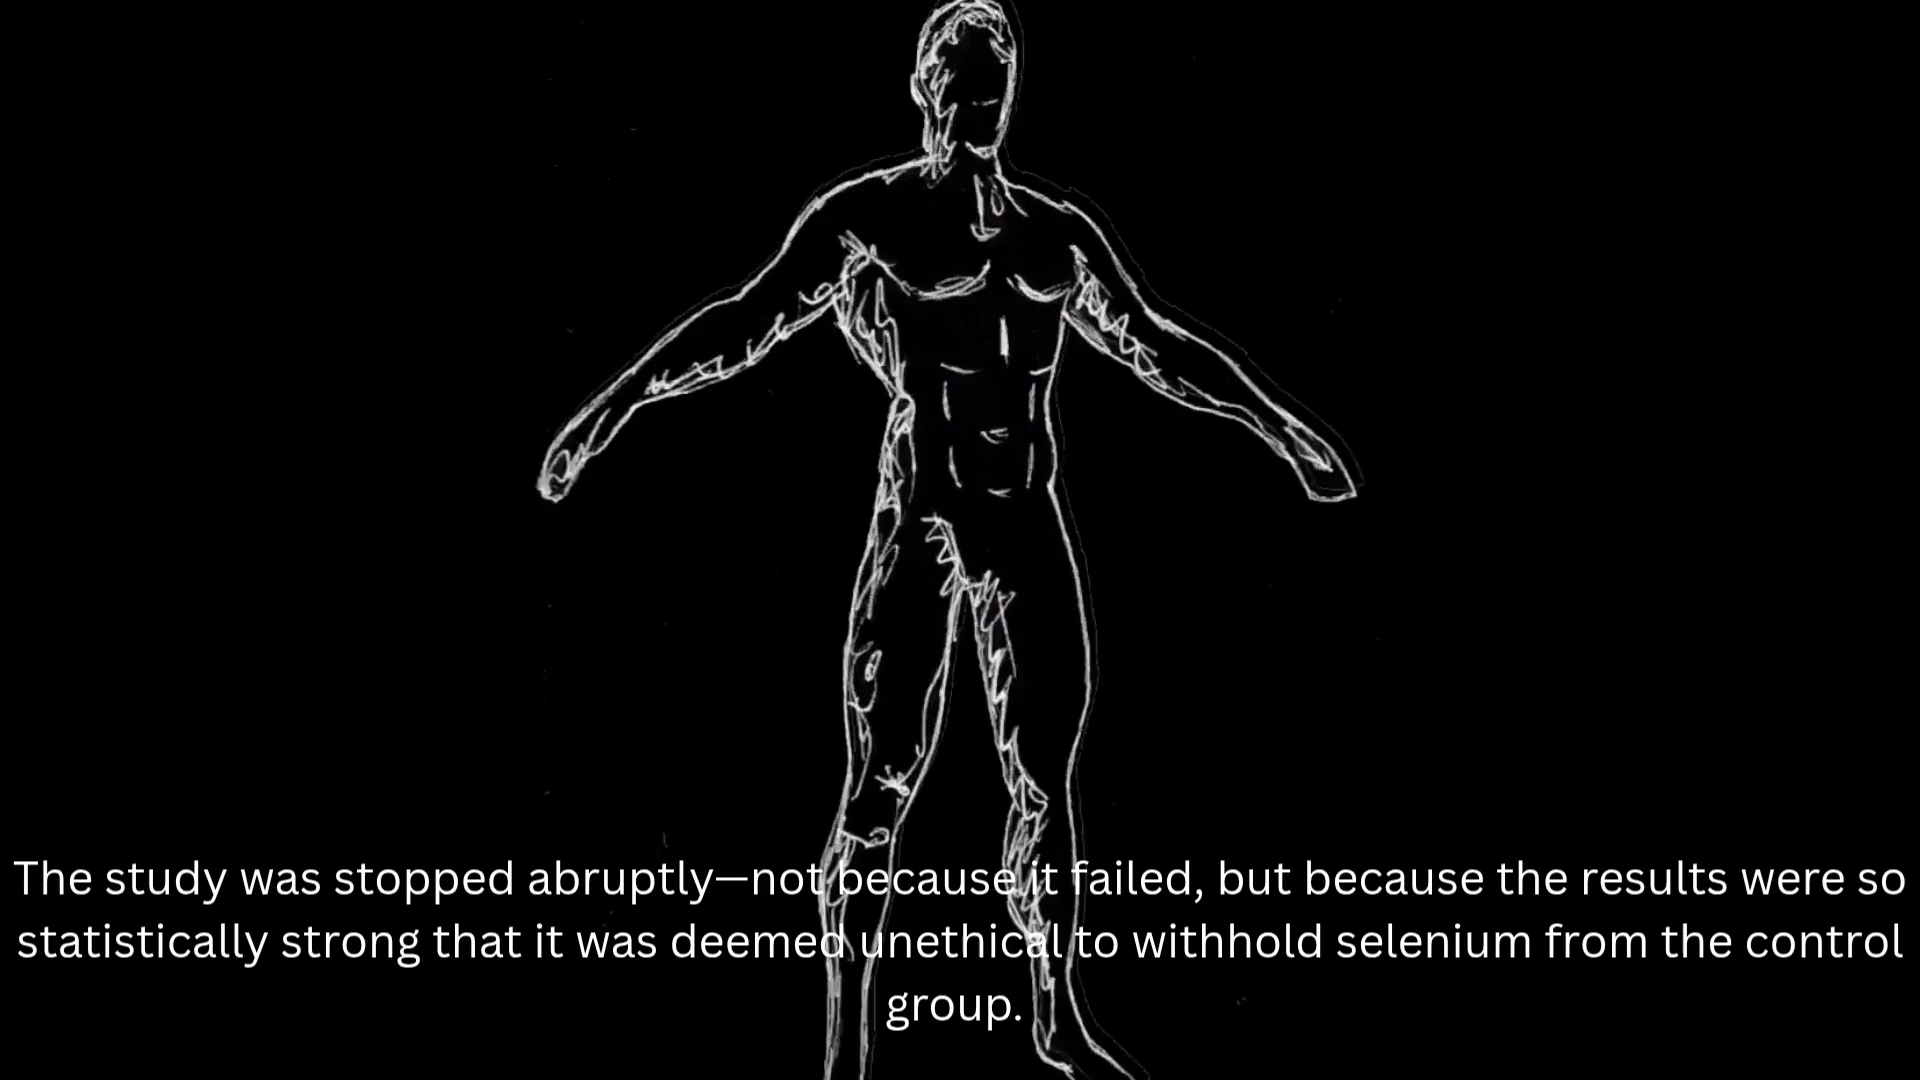 The study was stopped abruptly—not because it failed, but because the results were so
statistically strong that it was deemed unethical to withhold selenium from the control
group.